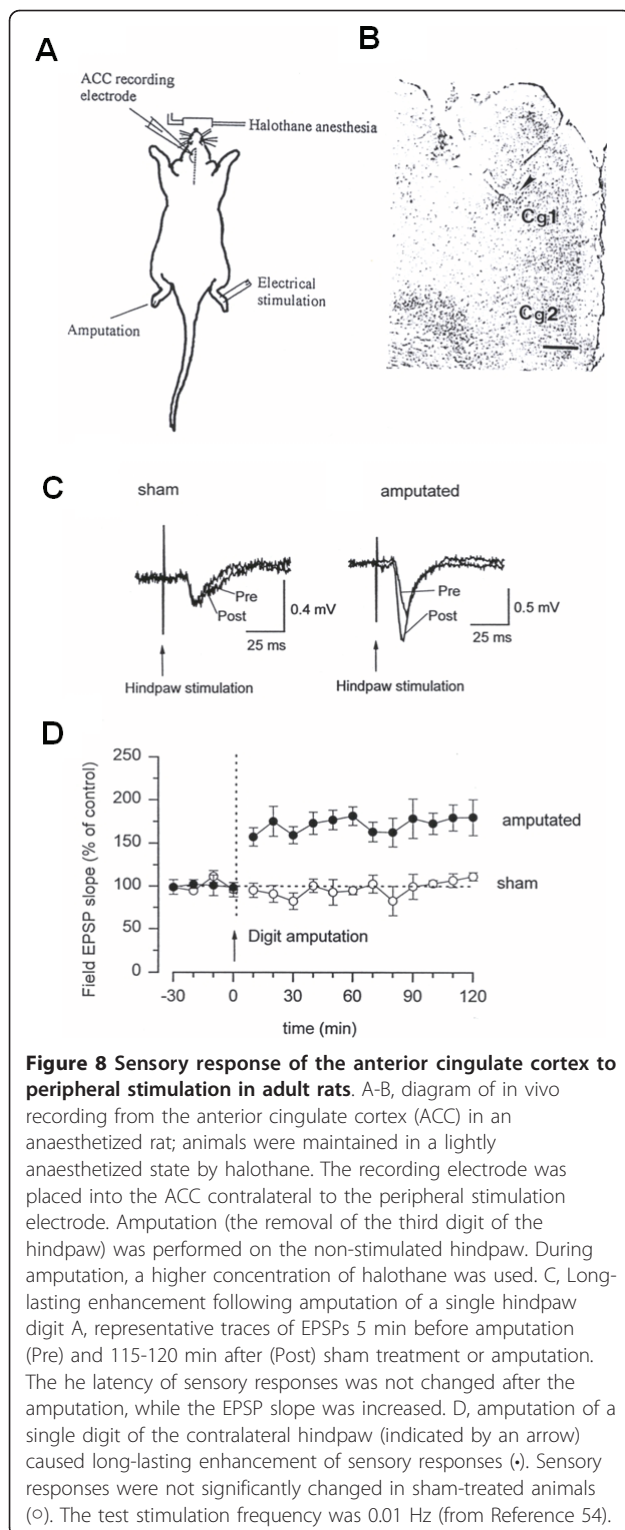 A
B
ACC recording
electrode
Halothane anesthesia
Cg1
Electrical
stimulation
Amputation
Cg2
C
sham
amputated
Pre
Post
0.4 mV
25 ms
Hindpaw stimulation
Pre
Post
0.5 mV
25 ms
Hindpaw stimulation
D
Field EPSP slope (% of control)
250
200
150
100
50
0
amputated
sham
Digit amputation
-30
0
30
60
90
120
time (min)
Figure 8 Sensory response of the anterior cingulate cortex to
peripheral stimulation in adult rats. A-B, diagram of in vivo
recording from the anterior cingulate cortex (ACC) in an
anaesthetized rat; animals were maintained in a lightly
anaesthetized state by halothane. The recording electrode was
placed into the ACC contralateral to the peripheral stimulation
electrode. Amputation (the removal of the third digit of the
hindpaw) was performed on the non-stimulated hindpaw. During
amputation, a higher concentration of halothane was used. C, Long-
lasting enhancement following amputation of a single hindpaw
digit A, representative traces of EPSPs 5 min before amputation
(Pre) and 115-120 min after (Post) sham treatment or amputation.
The he latency of sensory responses was not changed after the
amputation, while the EPSP slope was increased. D, amputation of a
single digit of the contralateral hindpaw (indicated by an arrow)
caused long-lasting enhancement of sensory responses (•). Sensory
responses were not significantly changed in sham-treated animals
(○). The test stimulation frequency was 0.01 Hz (from Reference 54).